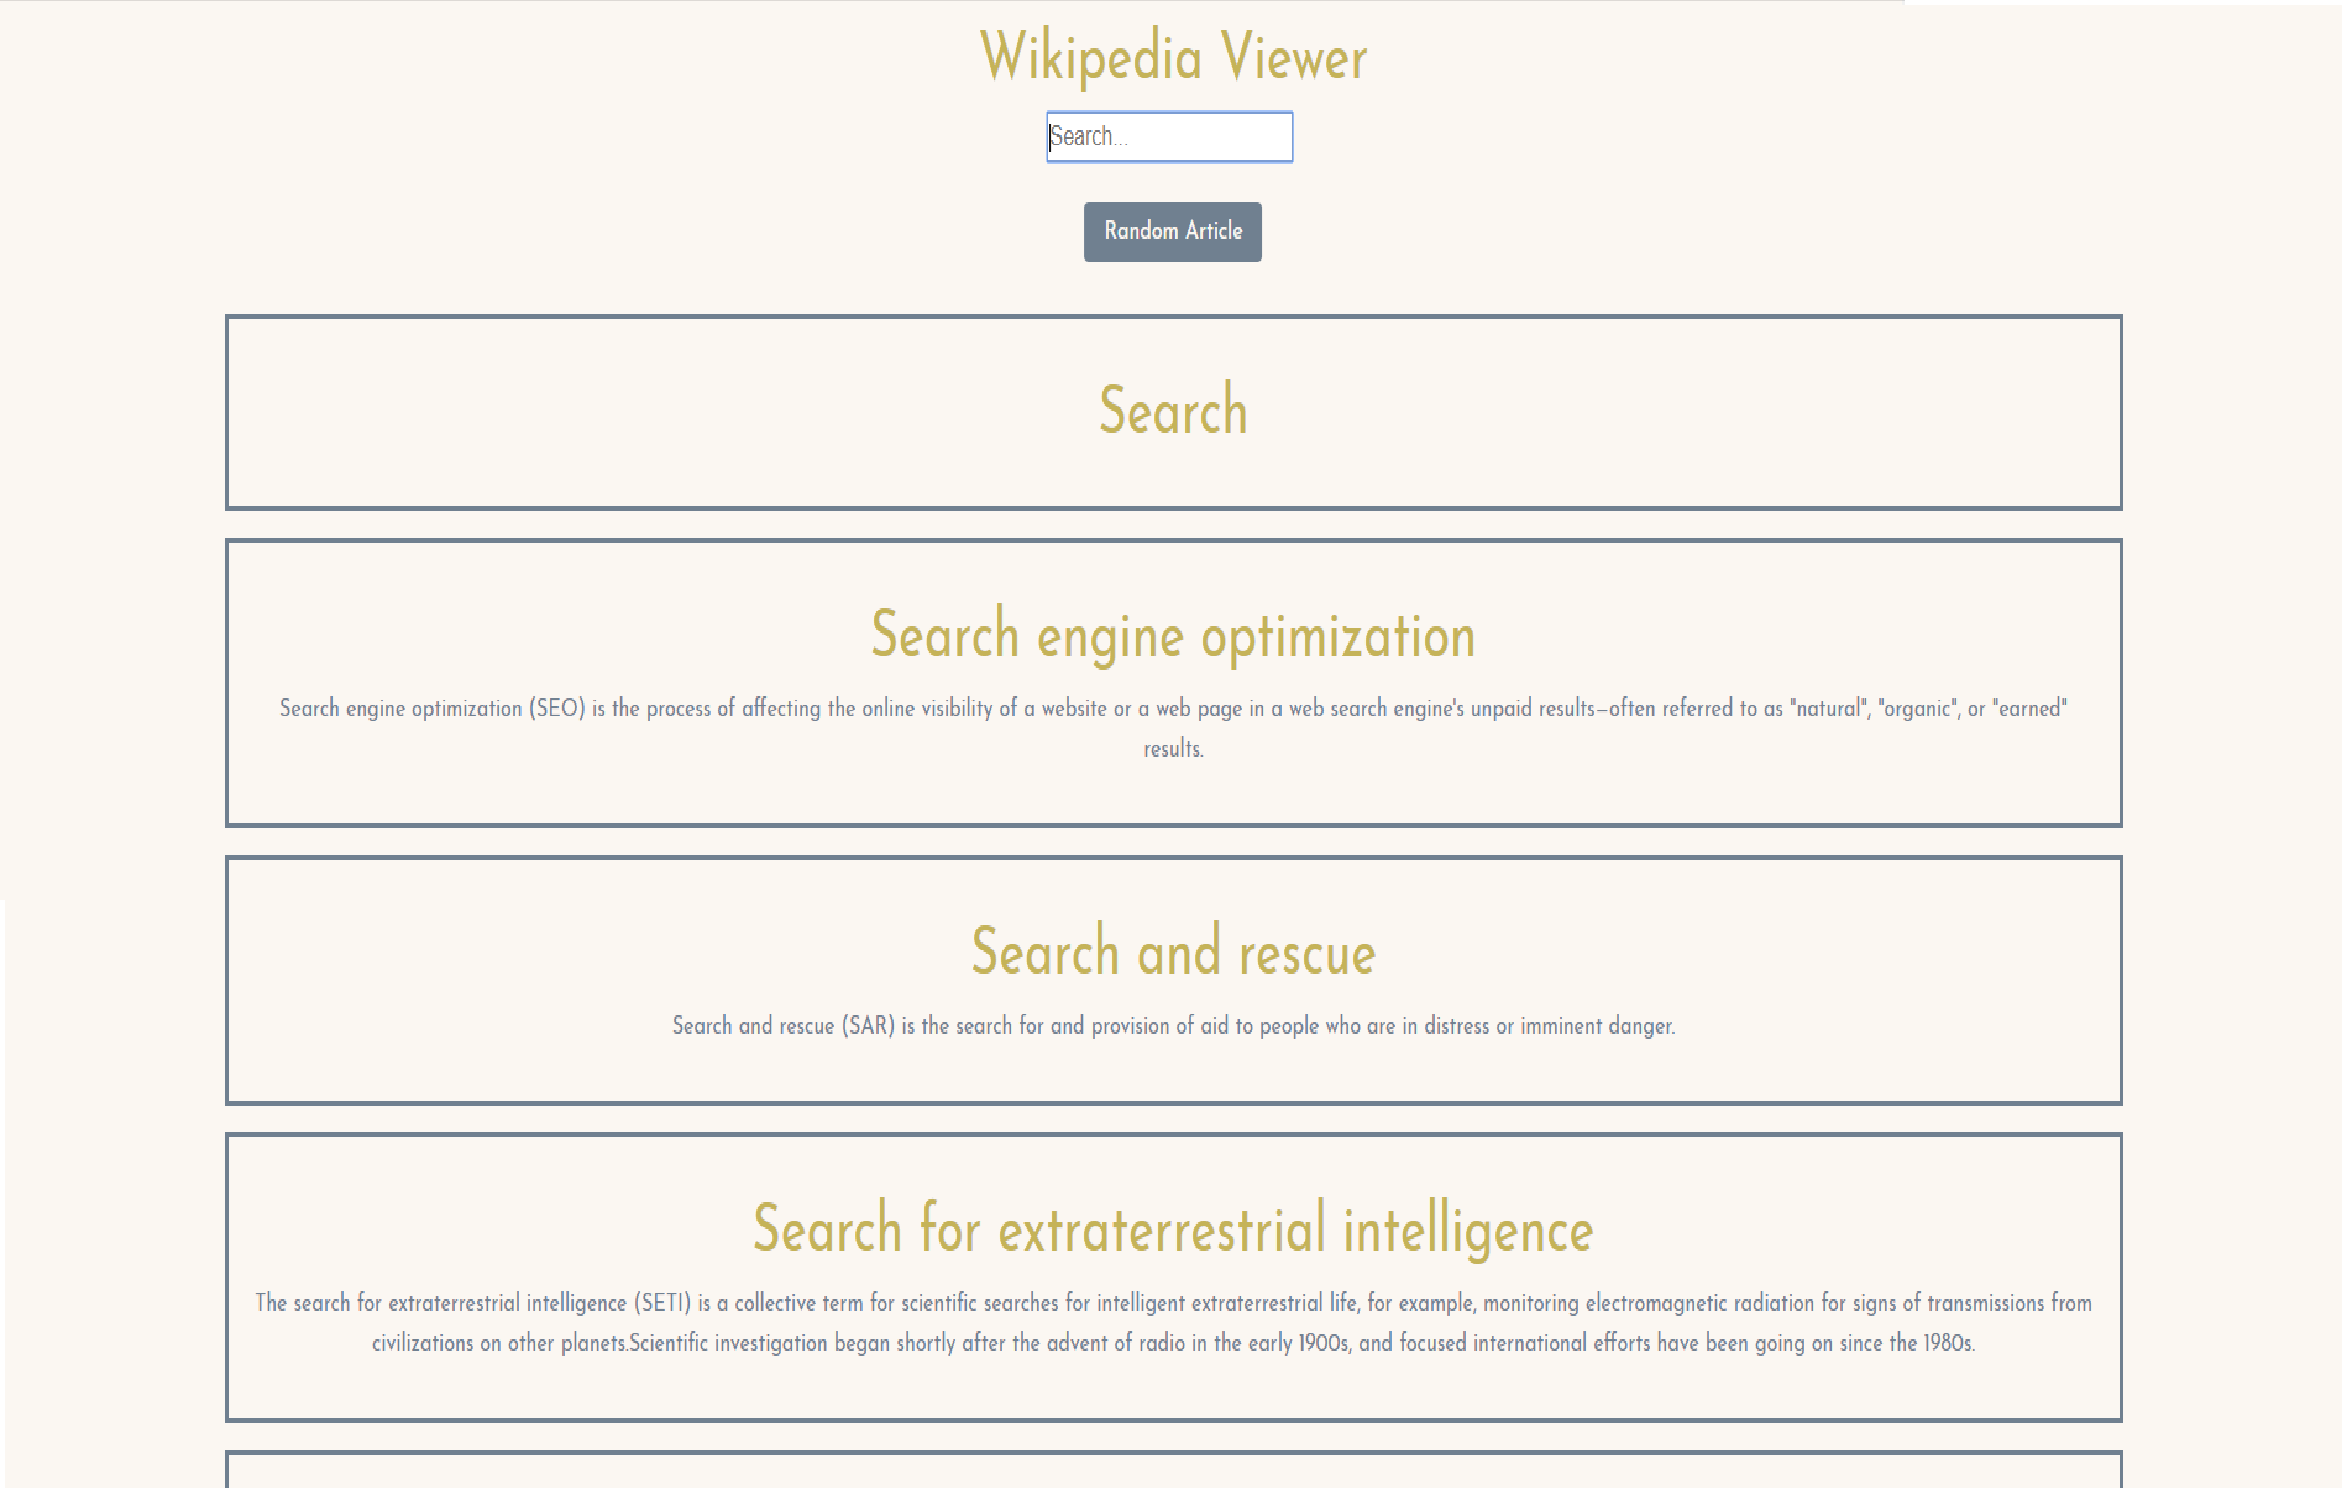 Wikipedia Viewer
Search...
Random Article
Search
Search engine optimization
Search engine optimization (SEO) is the process of affecting the online visibility of a website or a web page in a web search engine's unpaid results—often referred to as "natural", "organic", or "earned"
results.
Search and rescue
Search and rescue (SAR) is the search for and provision of aid to people who are in distress or imminent danger.
Search for extraterrestrial intelligence
The search for extraterrestrial intelligence (SETI) is a collective term for scientific searches for intelligent extraterrestrial life, for example, monitoring electromagnetic radiation for signs of transmissions from
civilizations on other planets.Scientific investigation began shortly after the advent of radio in the early 1900s, and focused international efforts have been going on since the 1980s.